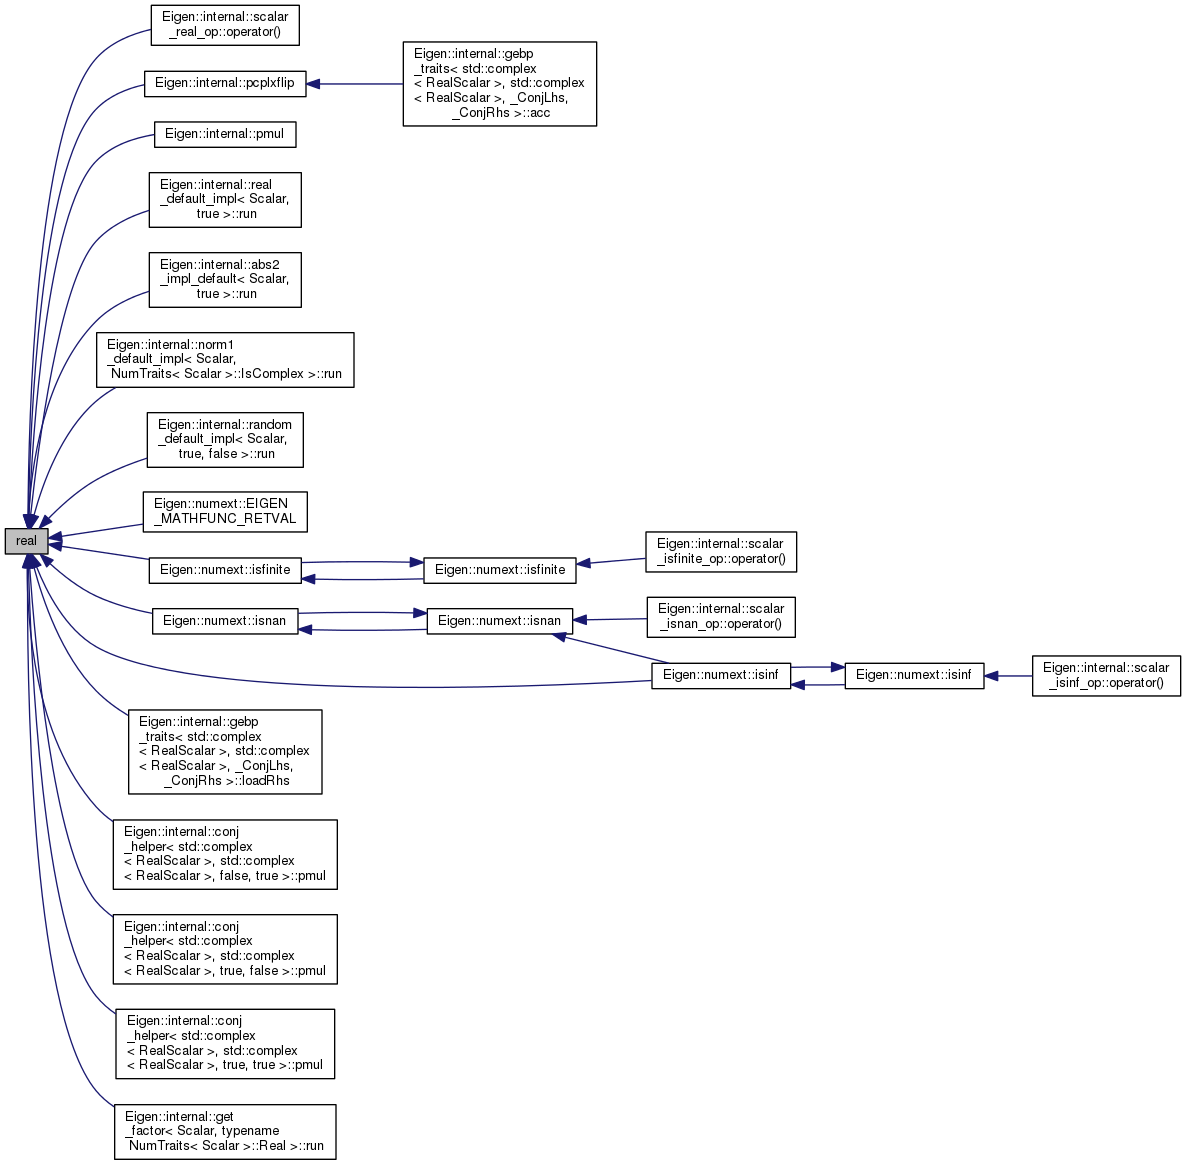 Eigen::internal::scalar
_real_op::operator()
Eigen::internal::pcplxflip
Eigen::internal::gebp
_traits< std::complex
< RealScalar >, std::complex
< RealScalar >, _ConjLhs,
_ConjRhs >::acc
Eigen::internal::pmul
Eigen::internal::real
_default_impl< Scalar,
true >::run
Eigen::internal::abs2
_impl_default< Scalar,
true >::run
Eigen::internal::norm1
_default_impl< Scalar,
NumTraits< Scalar >::IsComplex >::run
Eigen::internal::random
_default_impl< Scalar,
true, false >::run
Eigen::numext::EIGEN
_MATHFUNC_RETVAL
real
Eigen::numext::isfinite
Eigen::numext::isfinite
Eigen::internal::scalar
_isfinite_op::operator()
Eigen::numext::isnan
Eigen::numext::isnan
Eigen::internal::scalar
_isnan_op::operator()
Eigen::numext::isinf
Eigen::numext::isinf
Eigen::internal::scalar
_isinf_op::operator()
Eigen::internal::gebp
_traits< std::complex
< RealScalar >, std::complex
< RealScalar >, _ConjLhs,
_ConjRhs >::loadRhs
Eigen::internal::conj
_helper< std::complex
< RealScalar >, std::complex
< RealScalar >, false, true >::pmul
Eigen::internal::conj
_helper< std::complex
< RealScalar >, std::complex
< RealScalar >, true, false >::pmul
Eigen::internal::conj
_helper< std::complex
< RealScalar >, std::complex
< RealScalar >, true, true >::pmul
Eigen::internal::get
_factor< Scalar, typename
NumTraits< Scalar >::Real >::run